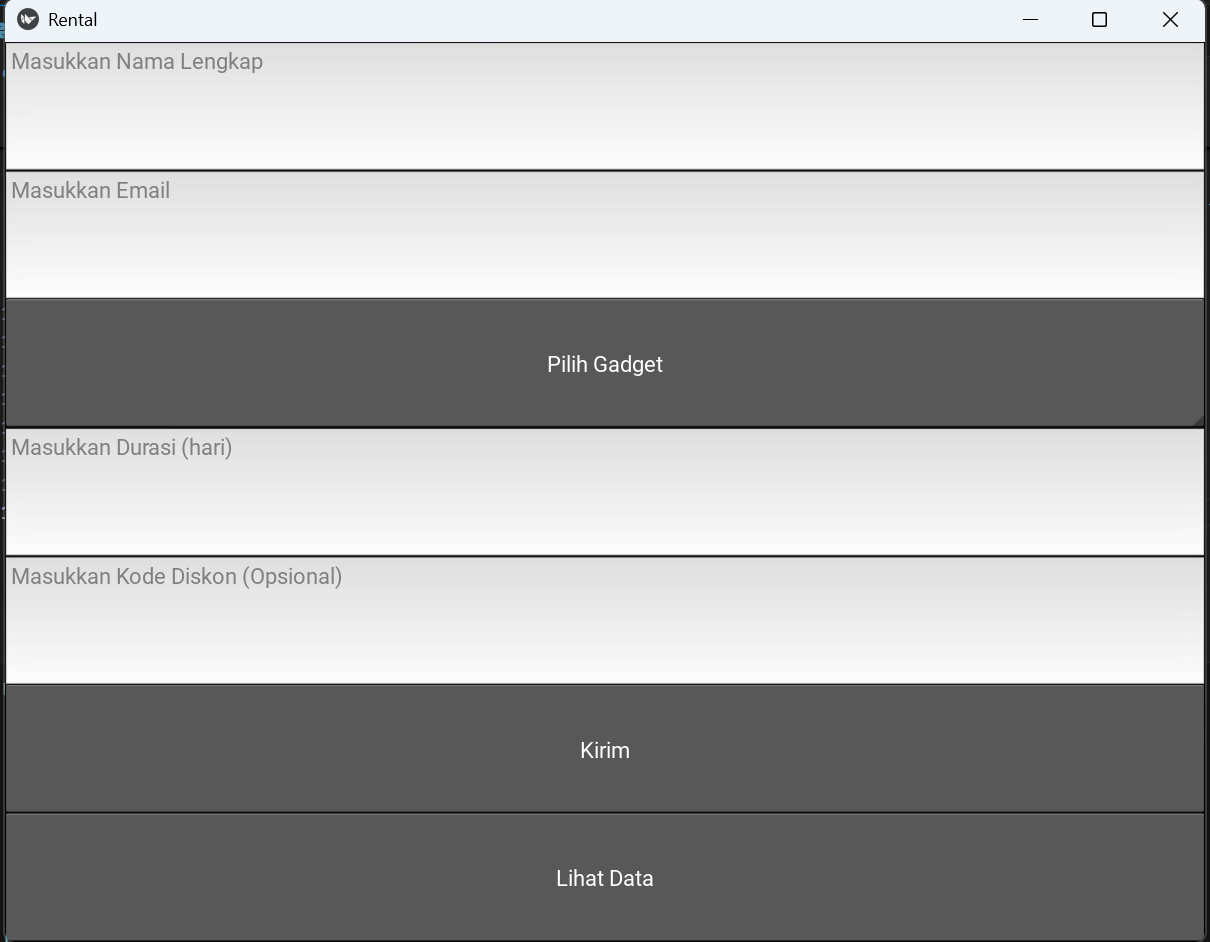 Rental
Masukkan Nama Lengkap
Masukkan Email
Pilih Gadget
Masukkan Durasi (hari)
Masukkan Kode Diskon (Opsional)
Kirim
Lihat Data